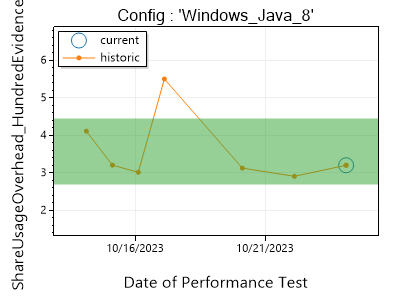 Config : 'Windows_Java_8'
current
historic
ShareUsageOverhead_HundredEvidence
6
5
4
3
2
10/16/2023
10/21/2023
Date of Performance Test